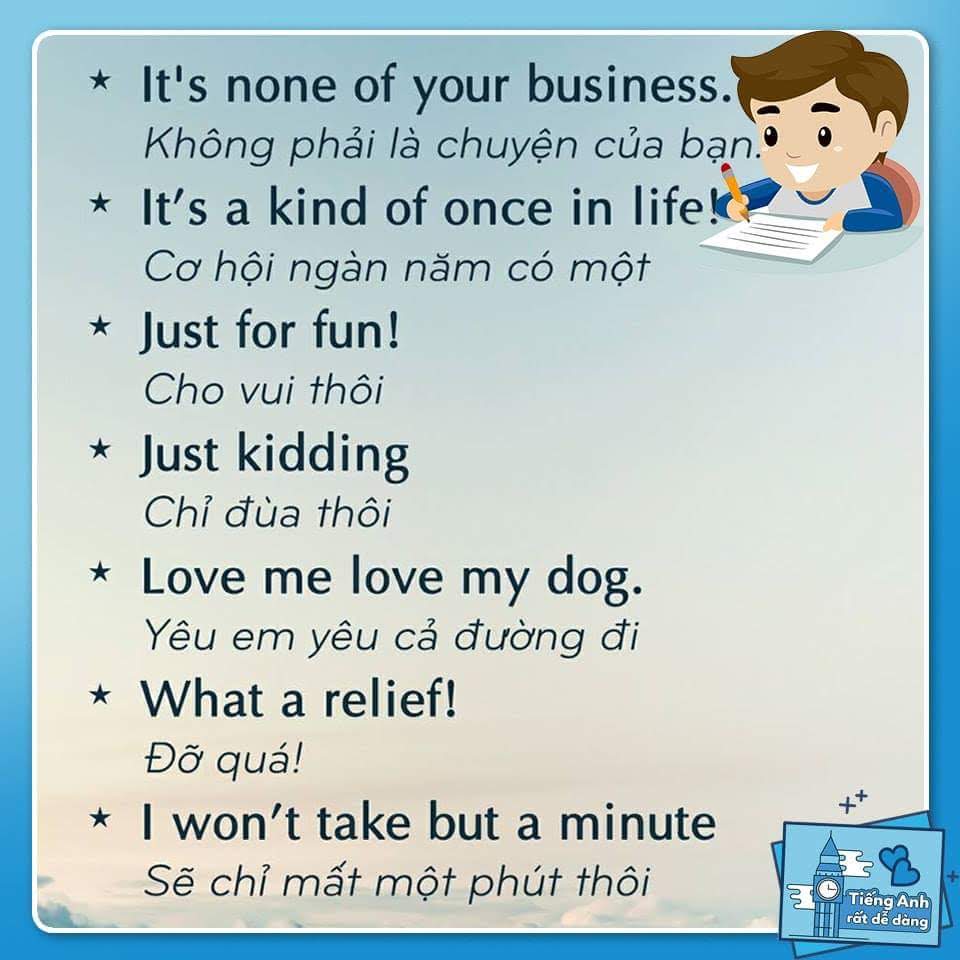 ★ It's none of your business.
Không phải là chuyện của bạn.
★ It’s a kind of once in life!
Cơ hội ngàn năm có một
★ Just for fun!
Cho vui thôi
★ Just kidding
Chỉ đùa thôi
★ Love me love my dog.
Yêu em yêu cả đường đi
★ What a relief!
Đỡ quá!
★ I won’t take but a minute
Sẽ chỉ mất một phút thôi
Tiếng Anh
rất dễ dàng